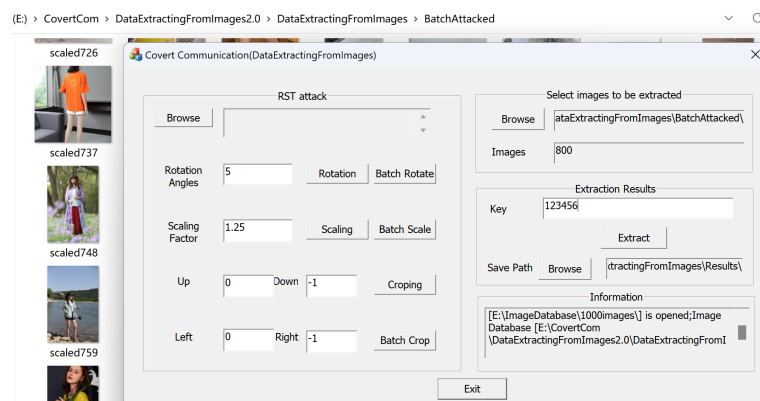 (E:) > CovertCom > DataExtractingFromImages2.0 > DataExtractingFromImages > BatchAttacked
scaled726
scaled737
scaled748
scaled759
Covert Communication(DataExtractingFromImages)
RST attack
Browse
Rotation Angles
5
Rotation
Batch Rotate
Scaling Factor
1.25
Scaling
Batch Scale
Up
0
Down
-1
Croping
Left
0
Right
-1
Batch Crop
Select images to be extracted
Browse
ataExtractingFromImages\BatchAttacked\
Images
800
Extraction Results
Key
123456
Extract
Save Path
Browse
tractingFromImages\Results\
Information
[E:\ImageDatabase\1000images\] is opened;Image
Database [E:\CovertCom
\DataExtractingFromImages2.0\DataExtractingFromI
Exit